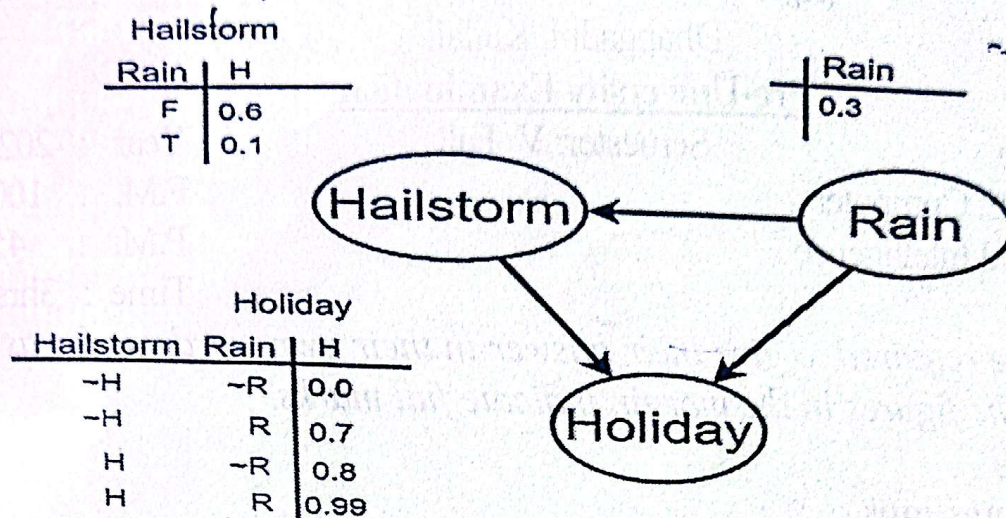 Hailstorm
Rain H
F 0.6
T 0.1
Rain
0.3
Hailstorm
Rain
Holiday
Hailstorm Rain H
~H ~R 0.0
~H R 0.7
H ~R 0.8
H R 0.99
Holiday